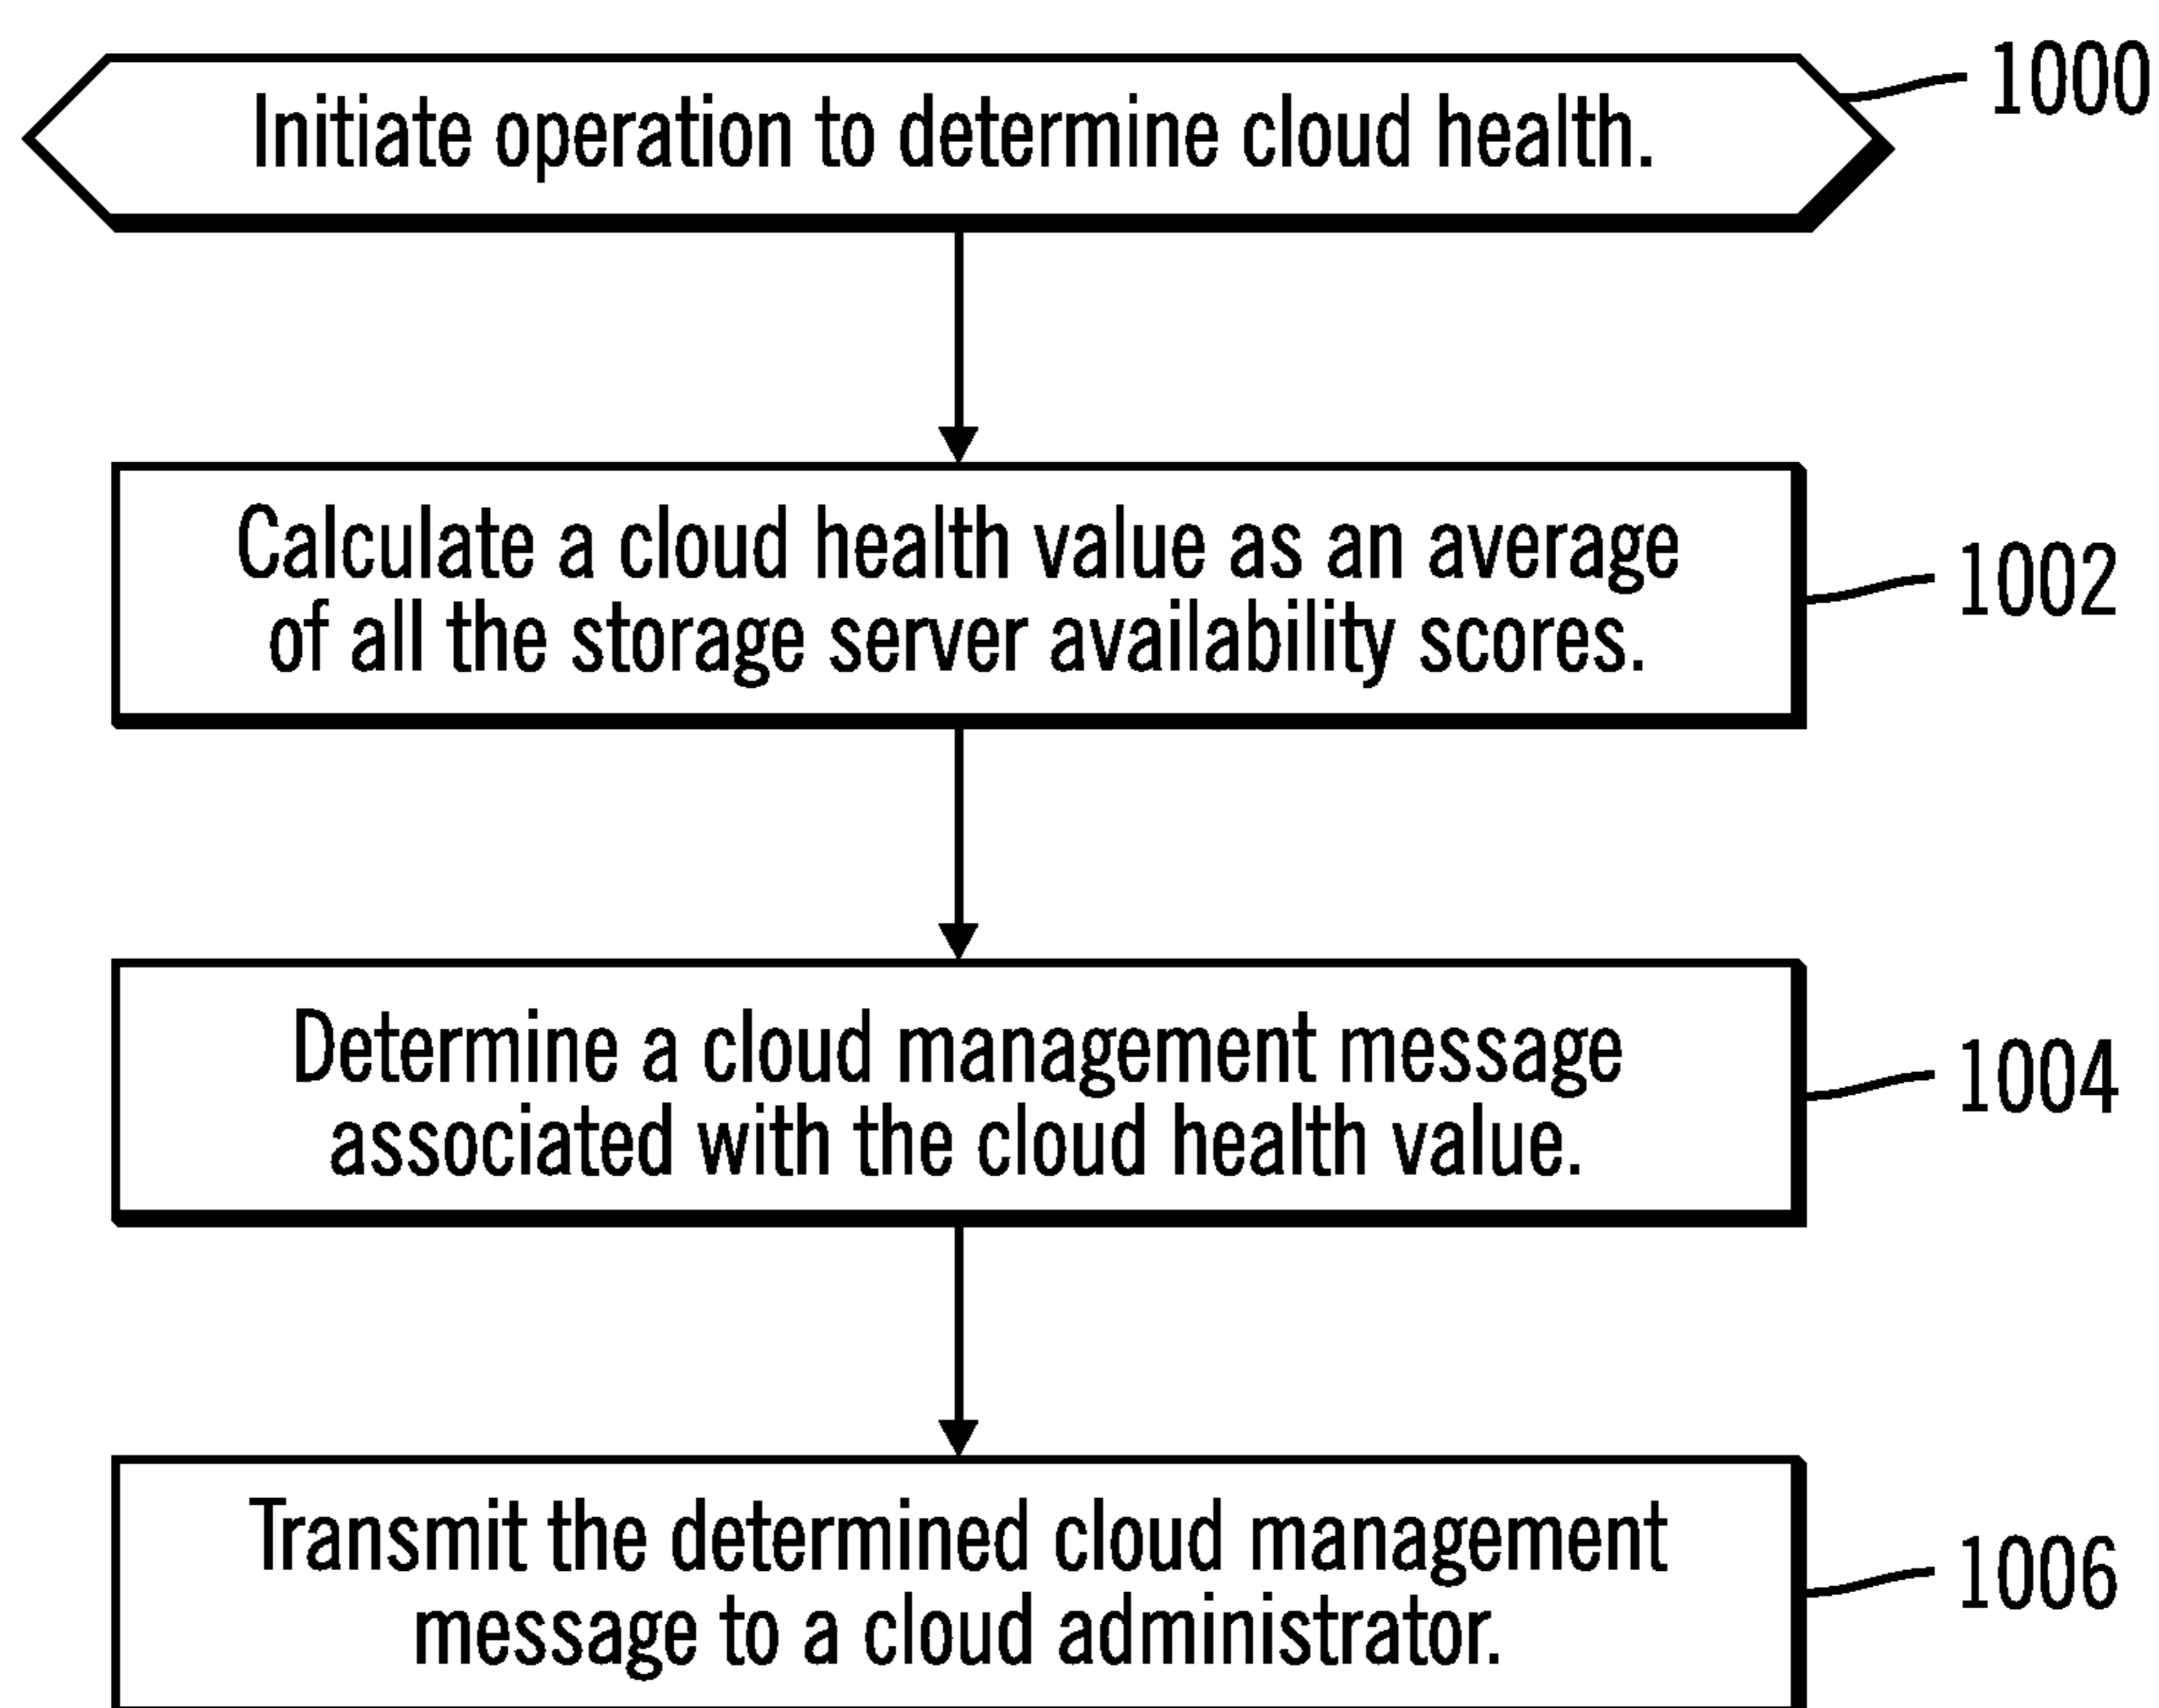 Initiate operation to determine cloud health.
1000
Calculate a cloud health value as an average
of all the storage server availability scores.
1002
Determine a cloud management message
associated with the cloud health value.
1004
Transmit the determined cloud management
message to a cloud administrator.
1006